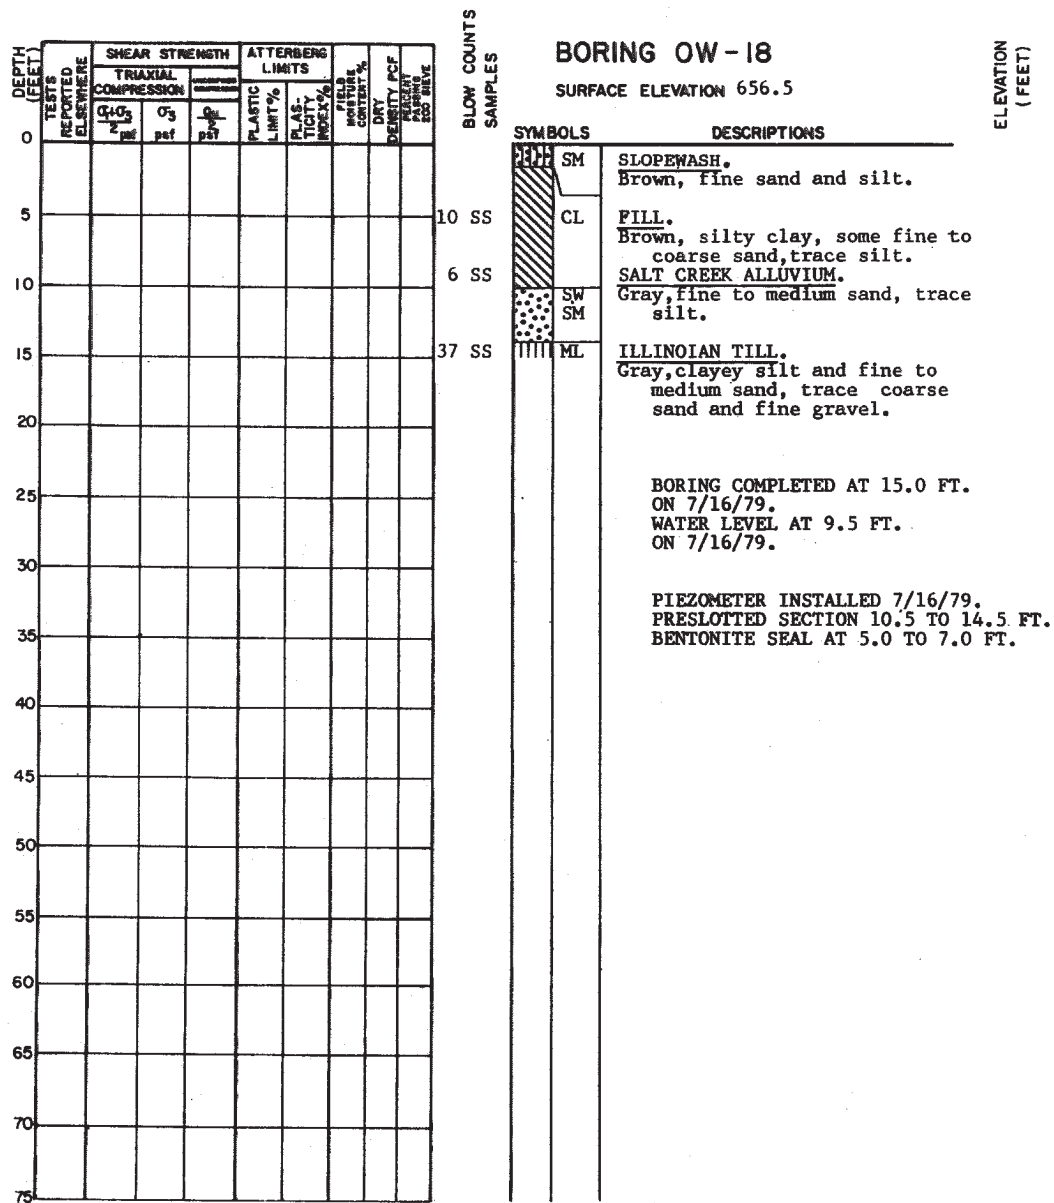 BORING OW-18
SURFACE ELEVATION 656.5
DEPTH (FEET)
TESTS REPORTED ELSEWHERE
SHEAR STRENGTH
TRIAXIAL COMPRESSION
σ3
psf
psf
ATTERBERG LIMITS
PLASTIC LIMIT%
PLAS-TICITY INDEX%
FIELD MOISTURE CONTENT %
DRY DENSITY PCF
PERCENT PASSING #200 SIEVE
BLOW COUNTS
SAMPLES
SYMBOLS
DESCRIPTIONS
ELEVATION (FEET)
0
SM SLOPEWASH.
Brown, fine sand and silt.
5 10 SS CL FILL.
Brown, silty clay, some fine to
coarse sand,trace silt.
6 SS SALT CREEK ALLUVIUM.
10 SW Gray,fine to medium sand, trace
SM silt.
15 37 SS ML ILLINOIAN TILL.
Gray,clayey silt and fine to
medium sand, trace coarse
sand and fine gravel.
20
25
BORING COMPLETED AT 15.0 FT.
ON 7/16/79.
WATER LEVEL AT 9.5 FT.
ON 7/16/79.
30
PIEZOMETER INSTALLED 7/16/79.
PRESLOTTED SECTION 10.5 TO 14.5 FT.
35
BENTONITE SEAL AT 5.0 TO 7.0 FT.
40
45
50
55
60
65
70
75